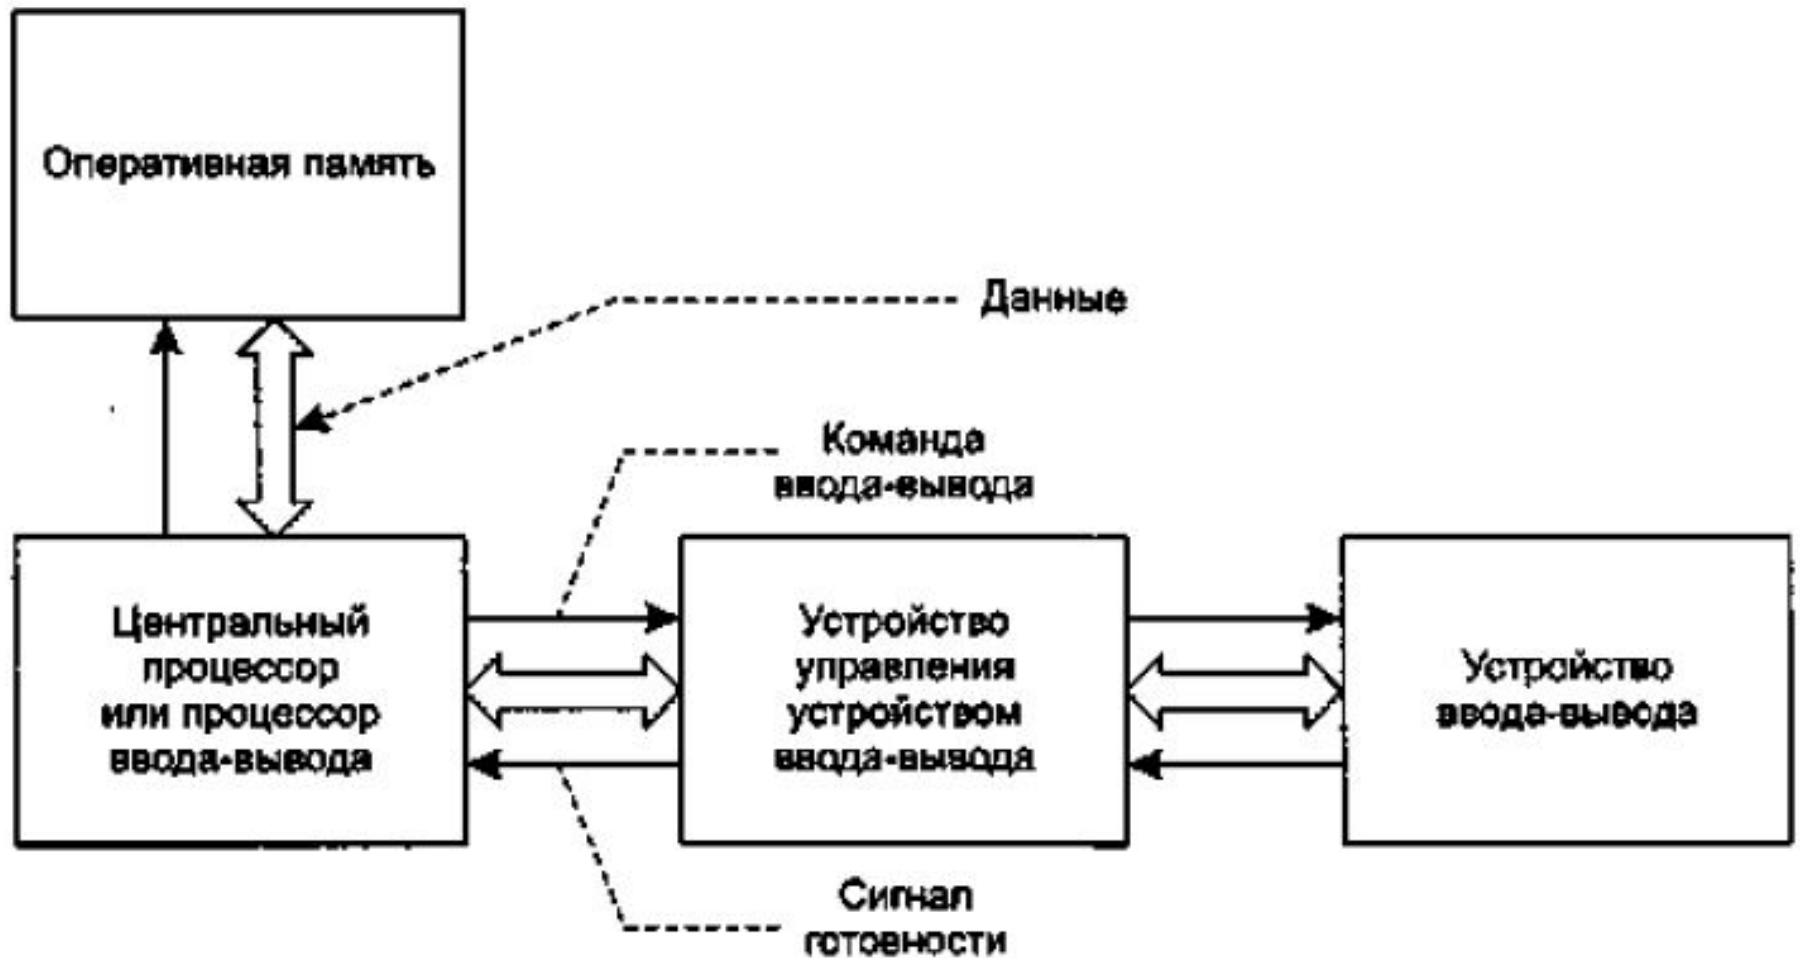 Оперативная память
Данные
Команда
ввода-вывода
Центральный
процессор
или процессор
ввода-вывода
Устройство
управления
устройством
ввода-вывода
Устройство
ввода-вывода
Сигнал
готовности